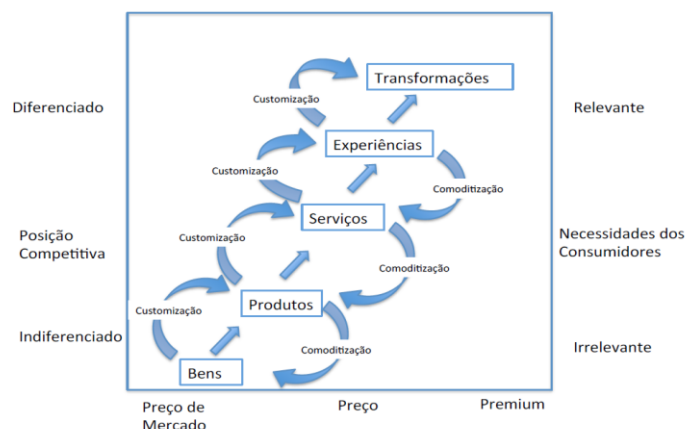 Transformações
Customização
Diferenciado
Relevante
Experiências
Customização
Comoditização
Serviços
Posição
Competitiva
Customização
Necessidades dos
Consumidores
Comoditização
Produtos
Customização
Indiferenciado
Comoditização
Irrelevante
Bens
Preço de
Mercado
Preço
Premium